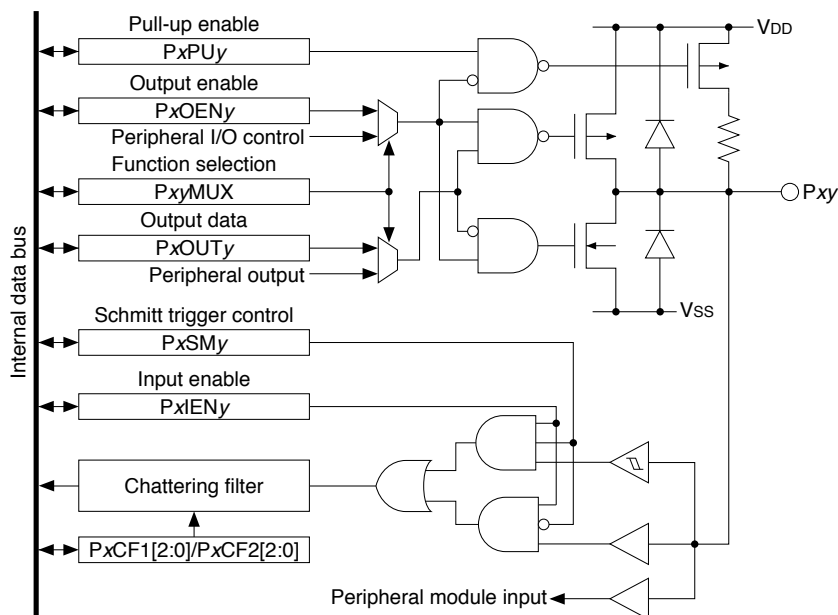 Pull-up enable
PxPUy
VDD
Output enable
PxOENy
Peripheral I/O control
Function selection
PxyMUX
Pxy
Output data
PxOUTy
Peripheral output
VSS
Internal data bus
Schmitt trigger control
PxSMy
Input enable
PxIENy
Chattering filter
PxCF1[2:0]/PxCF2[2:0]
Peripheral module input